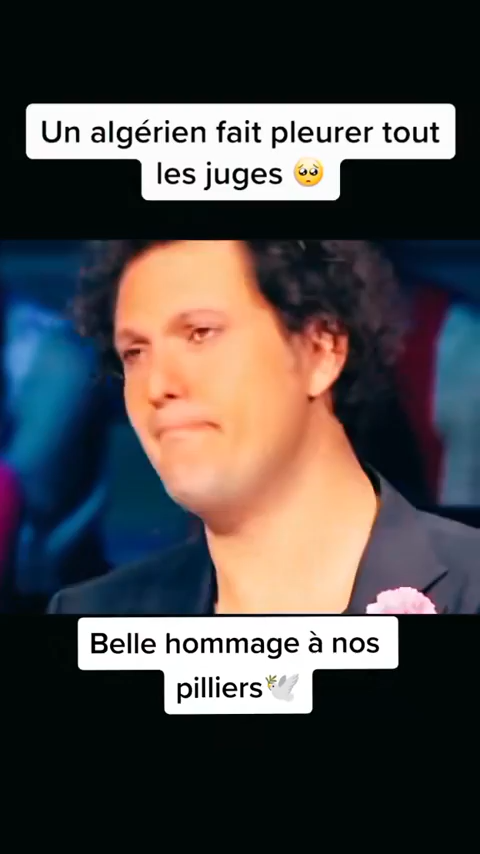 Un algérien fait pleurer tout
les juges 🥺
Belle hommage à nos
pilliers🕊️